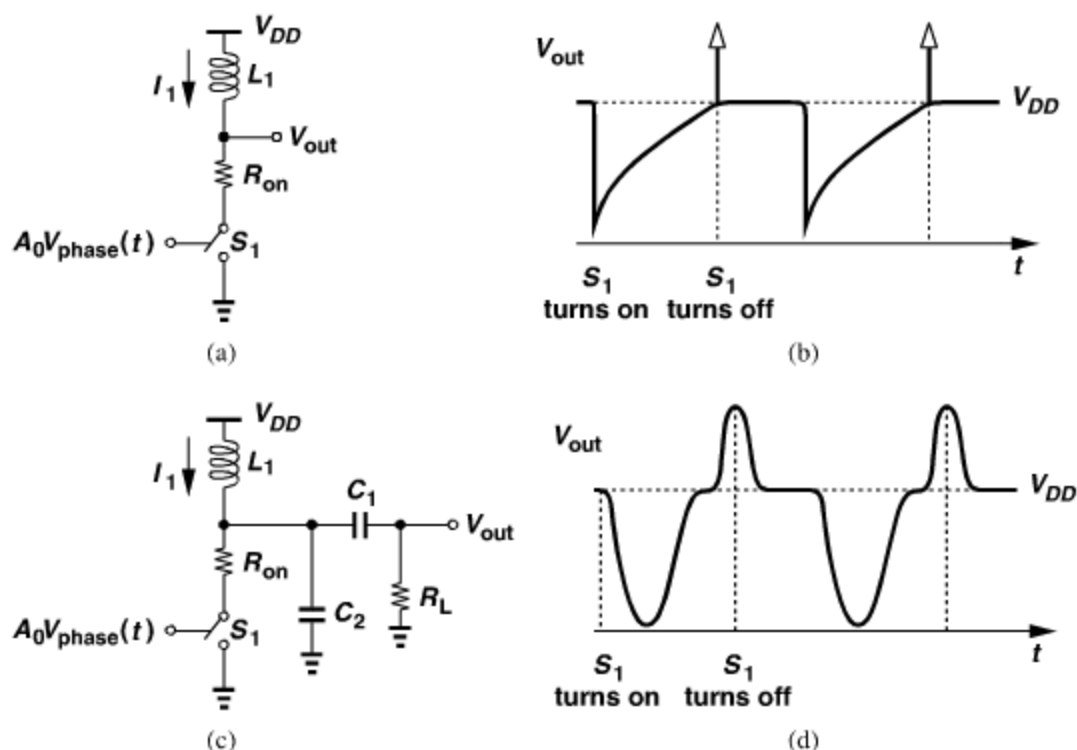 V_DD
V_out
I_1
L_1
V_DD
V_out
R_on
A_0V_phase(t)
S_1
t
S_1
S_1
turns on
turns off
(a)
(b)
V_DD
V_out
I_1
L_1
C_1
V_DD
V_out
R_on
R_L
A_0V_phase(t)
S_1
C_2
t
S_1
S_1
turns on
turns off
(c)
(d)